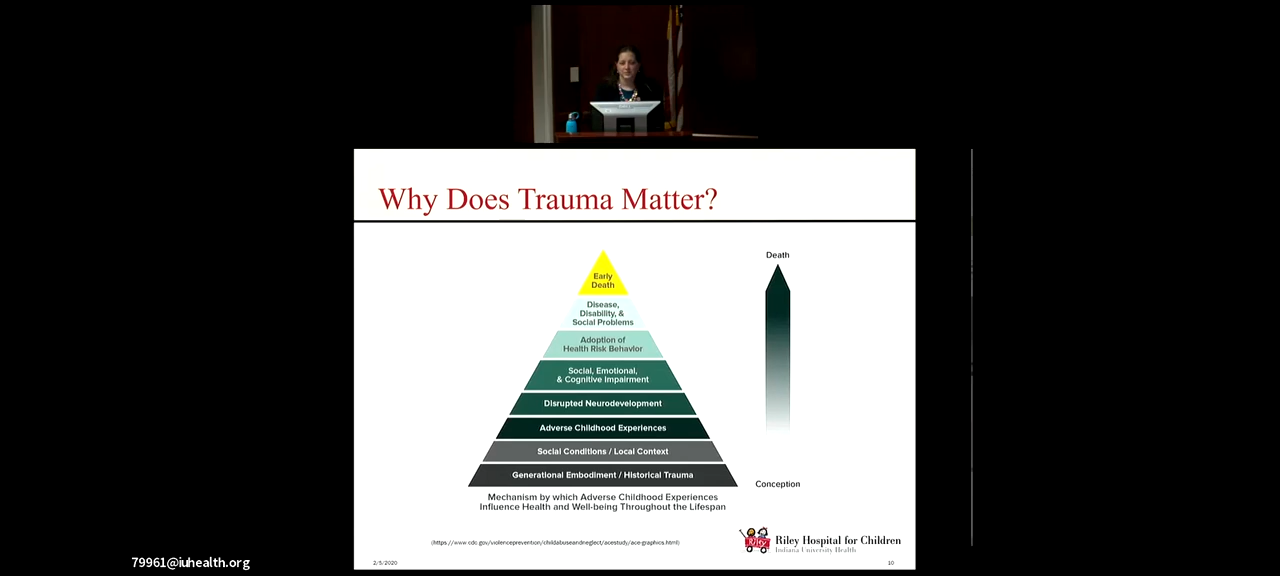 Why Does Trauma Matter?
Death
Early
Death
Disease,
Disability, &
Social Problems
Adoption of
Health Risk Behavior
Social, Emotional,
& Cognitive Impairment
Disrupted Neurodevelopment
Adverse Childhood Experiences
Social Conditions / Local Context
Generational Embodiment / Historical Trauma
Conception
Mechanism by which Adverse Childhood Experiences
Influence Health and Well-being Throughout the Lifespan
(https://www.cdc.gov/violenceprevention/childabuseandneglect/acestudy/ace-graphics.html)
Riley Hospital for Children
Indiana University Health
2/5/2020
10
79961@iuhealth.org